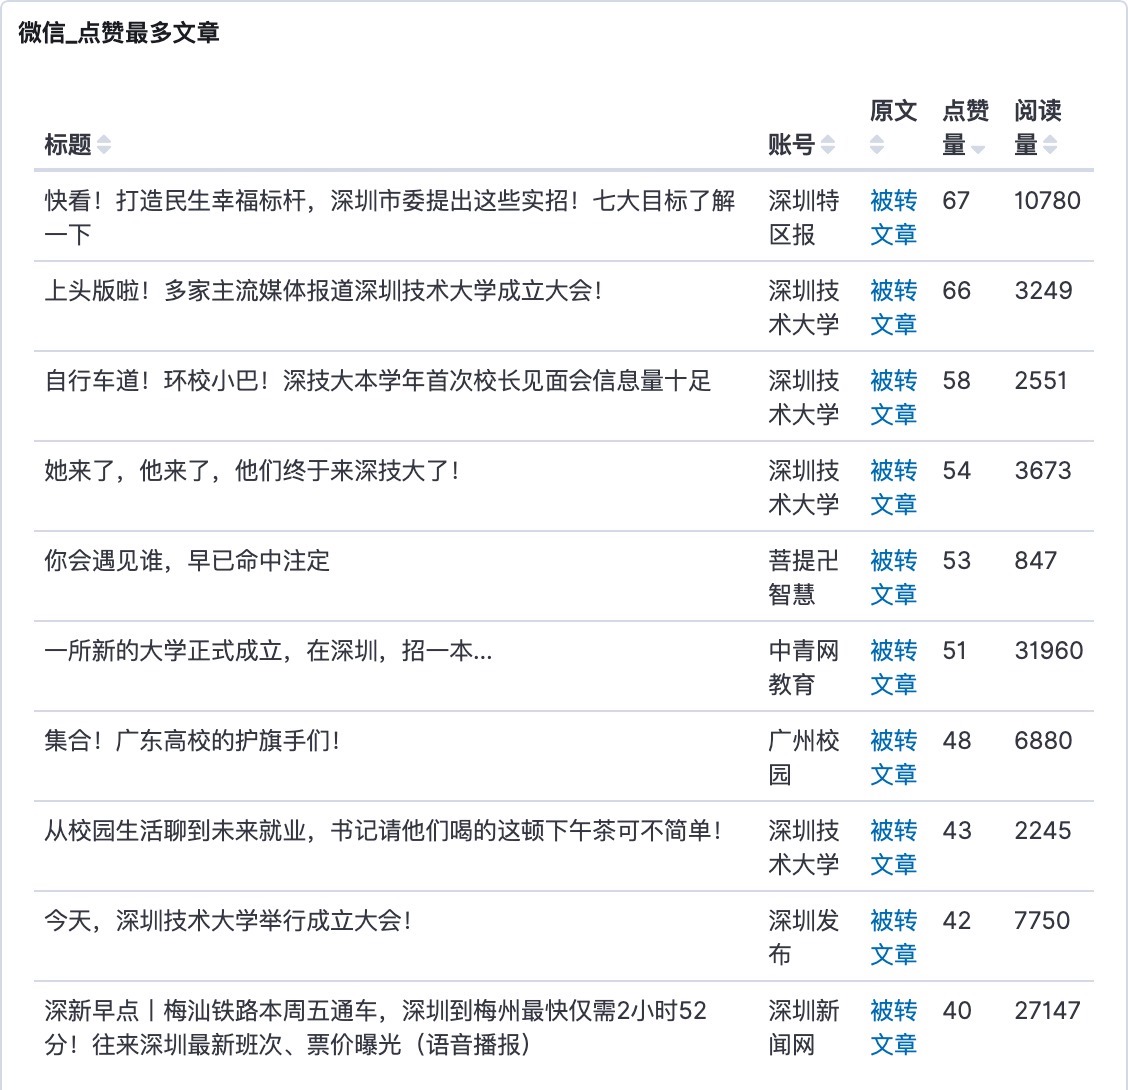 微信_点赞最多文章
标题 账号 原文 点赞量 阅读量
快看！打造民生幸福标杆，深圳市委提出这些实招！七大目标了解 深圳特 被转 67 10780
一下 区报 文章
上头版啦！多家主流媒体报道深圳技术大学成立大会！ 深圳技 被转 66 3249
术大学 文章
自行车道！环校小巴！深技大本学年首次校长见面会信息量十足 深圳技 被转 58 2551
术大学 文章
她来了，他来了，他们终于来深技大了！ 深圳技 被转 54 3673
术大学 文章
你会遇见谁，早已命中注定 菩提卍 被转 53 847
智慧 文章
一所新的大学正式成立，在深圳，招一本... 中青网 被转 51 31960
教育 文章
集合！广东高校的护旗手们！ 广州校 被转 48 6880
园 文章
从校园生活聊到未来就业，书记请他们喝的这顿下午茶可不简单！ 深圳技 被转 43 2245
术大学 文章
今天，深圳技术大学举行成立大会！ 深圳发 被转 42 7750
布 文章
深新早点丨梅汕铁路本周五通车，深圳到梅州最快仅需2小时52 深圳新 被转 40 27147
分！往来深圳最新班次、票价曝光（语音播报） 闻网 文章